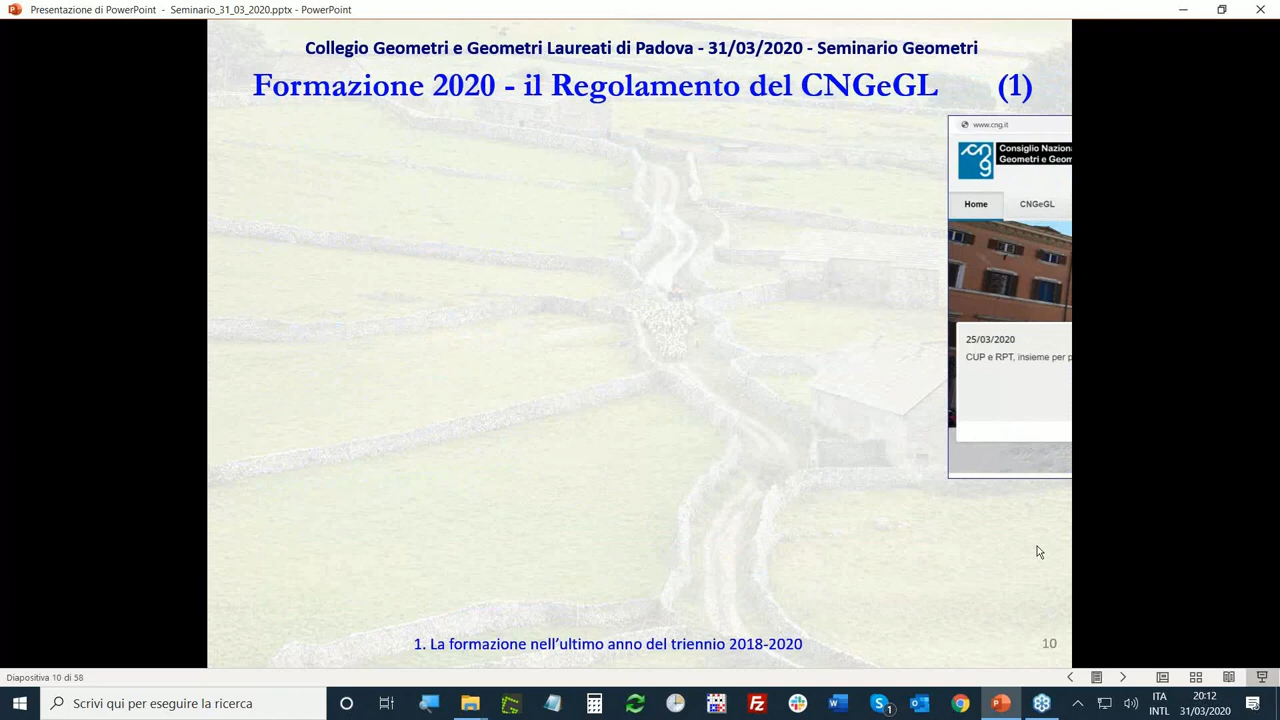 Presentazione di PowerPoint - Seminario_31_03_2020.pptx - PowerPoint
Collegio Geometri e Geometri Laureati di Padova - 31/03/2020 - Seminario Geometri
Formazione 2020 - il Regolamento del CNGeGL (1)
www.cng.it
cng
Consiglio Naziona
Geometri e Geom
Home CNGeGL
25/03/2020
CUP e RPT, insieme per p
1. La formazione nell'ultimo anno del triennio 2018-2020
10
Diapositiva 10 di 58
Scrivi qui per eseguire la ricerca
ITA
INTL
20:12
31/03/2020
1